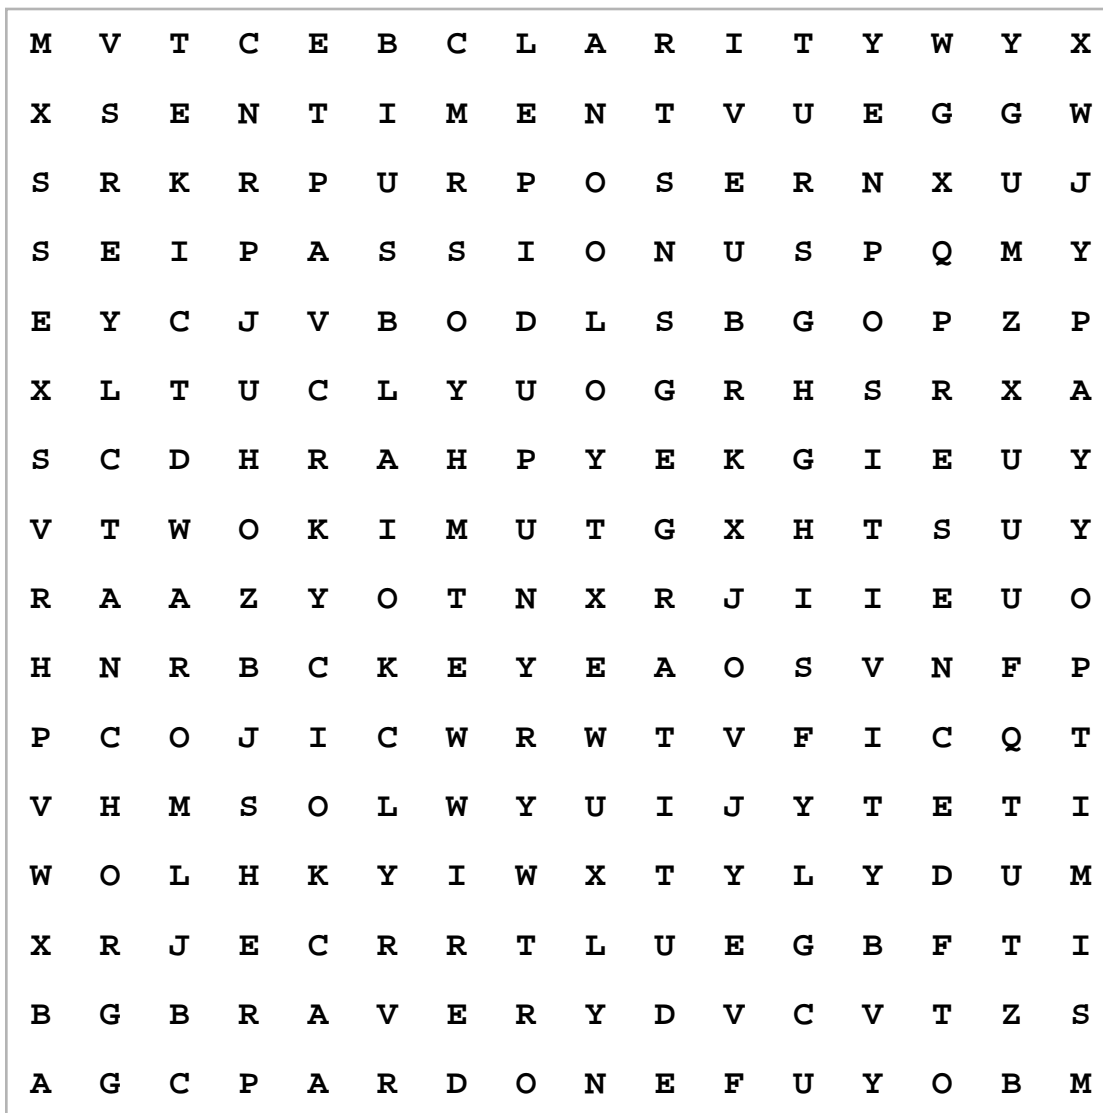 M V T C E B C L A R I T Y W Y X
X S E N T I M E N T V U E G G W
S R K R P U R P O S E R N X U J
S E I P A S S I O N U S P Q M Y
E Y C J V B O D L S B G O P Z P
X L T U C L Y U O G R H S R X A
S C D H R A H P Y E K G I E U Y
V T W O K I M U T G X H T S U Y
R A A Z Y O T N X R J I I E U O
H N R B C K E Y E A O S V N F P
P C O J I C W R W T V F I C Q T
V H M S O L W Y U I J Y T E T I
W O L H K Y I W X T Y L Y D U M
X R J E C R R T L U E G B F T I
B G B R A V E R Y D V C V T Z S
A G C P A R D O N E F U Y O B M